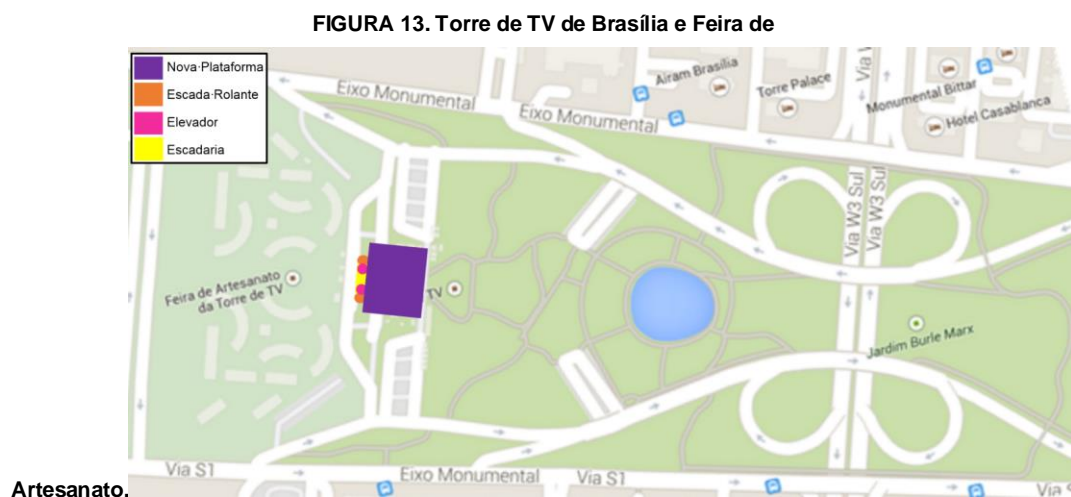 FIGURA 13. Torre de TV de Brasília e Feira de
Nova·Plataforma
Escada·Rolante
Elevador
Escadaria
Eixo Monumental
Eixo Monumental
Airam Brasília
Torre Palace
Via
Monumental Bittar
Hotel Casablanca
Via W3 Sul
Via W3 Sul
Feira de Artesanato
da Torre de TV
TV
Jardim Burle Marx
Via S1
Eixo Monumental
Via S1
Via S
Artesanato.